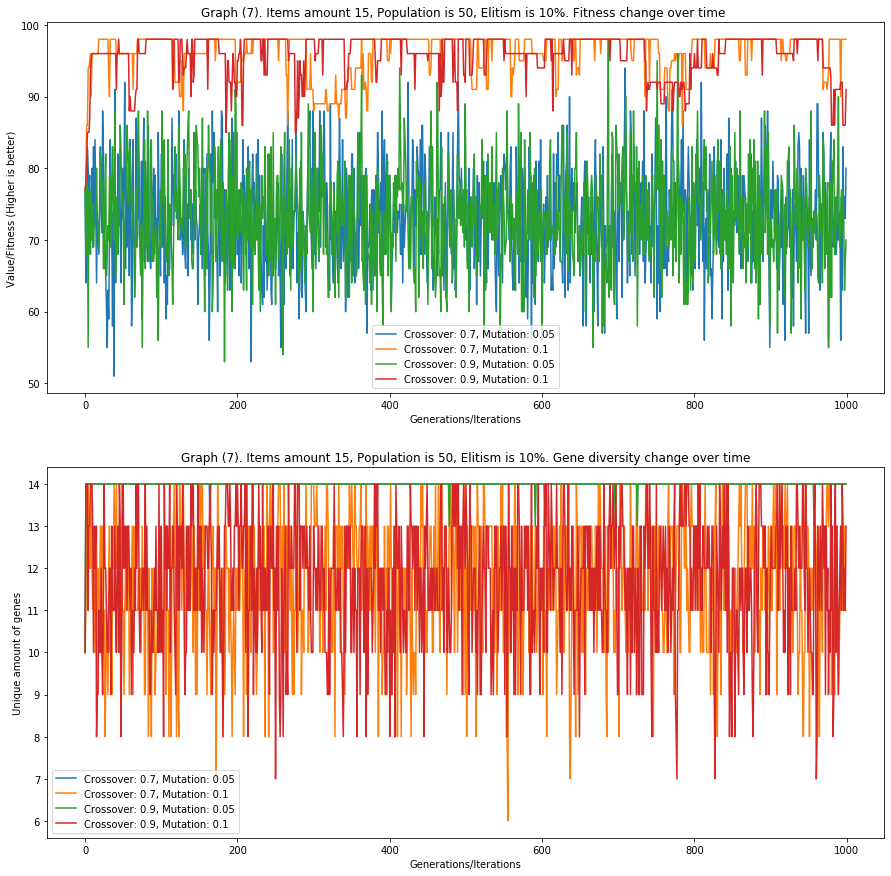 Graph (7). Items amount 15, Population is 50, Elitism is 10%. Fitness change over time
Value/Fitness (Higher is better)
100
90
80
70
60
50
Crossover: 0.7, Mutation: 0.05
Crossover: 0.7, Mutation: 0.1
Crossover: 0.9, Mutation: 0.05
Crossover: 0.9, Mutation: 0.1
0 200 400 600 800 1000
Generations/Iterations
Graph (7). Items amount 15, Population is 50, Elitism is 10%. Gene diversity change over time
Unique amount of genes
14
13
12
11
10
9
8
7
6
Crossover: 0.7, Mutation: 0.05
Crossover: 0.7, Mutation: 0.1
Crossover: 0.9, Mutation: 0.05
Crossover: 0.9, Mutation: 0.1
0 200 400 600 800 1000
Generations/Iterations